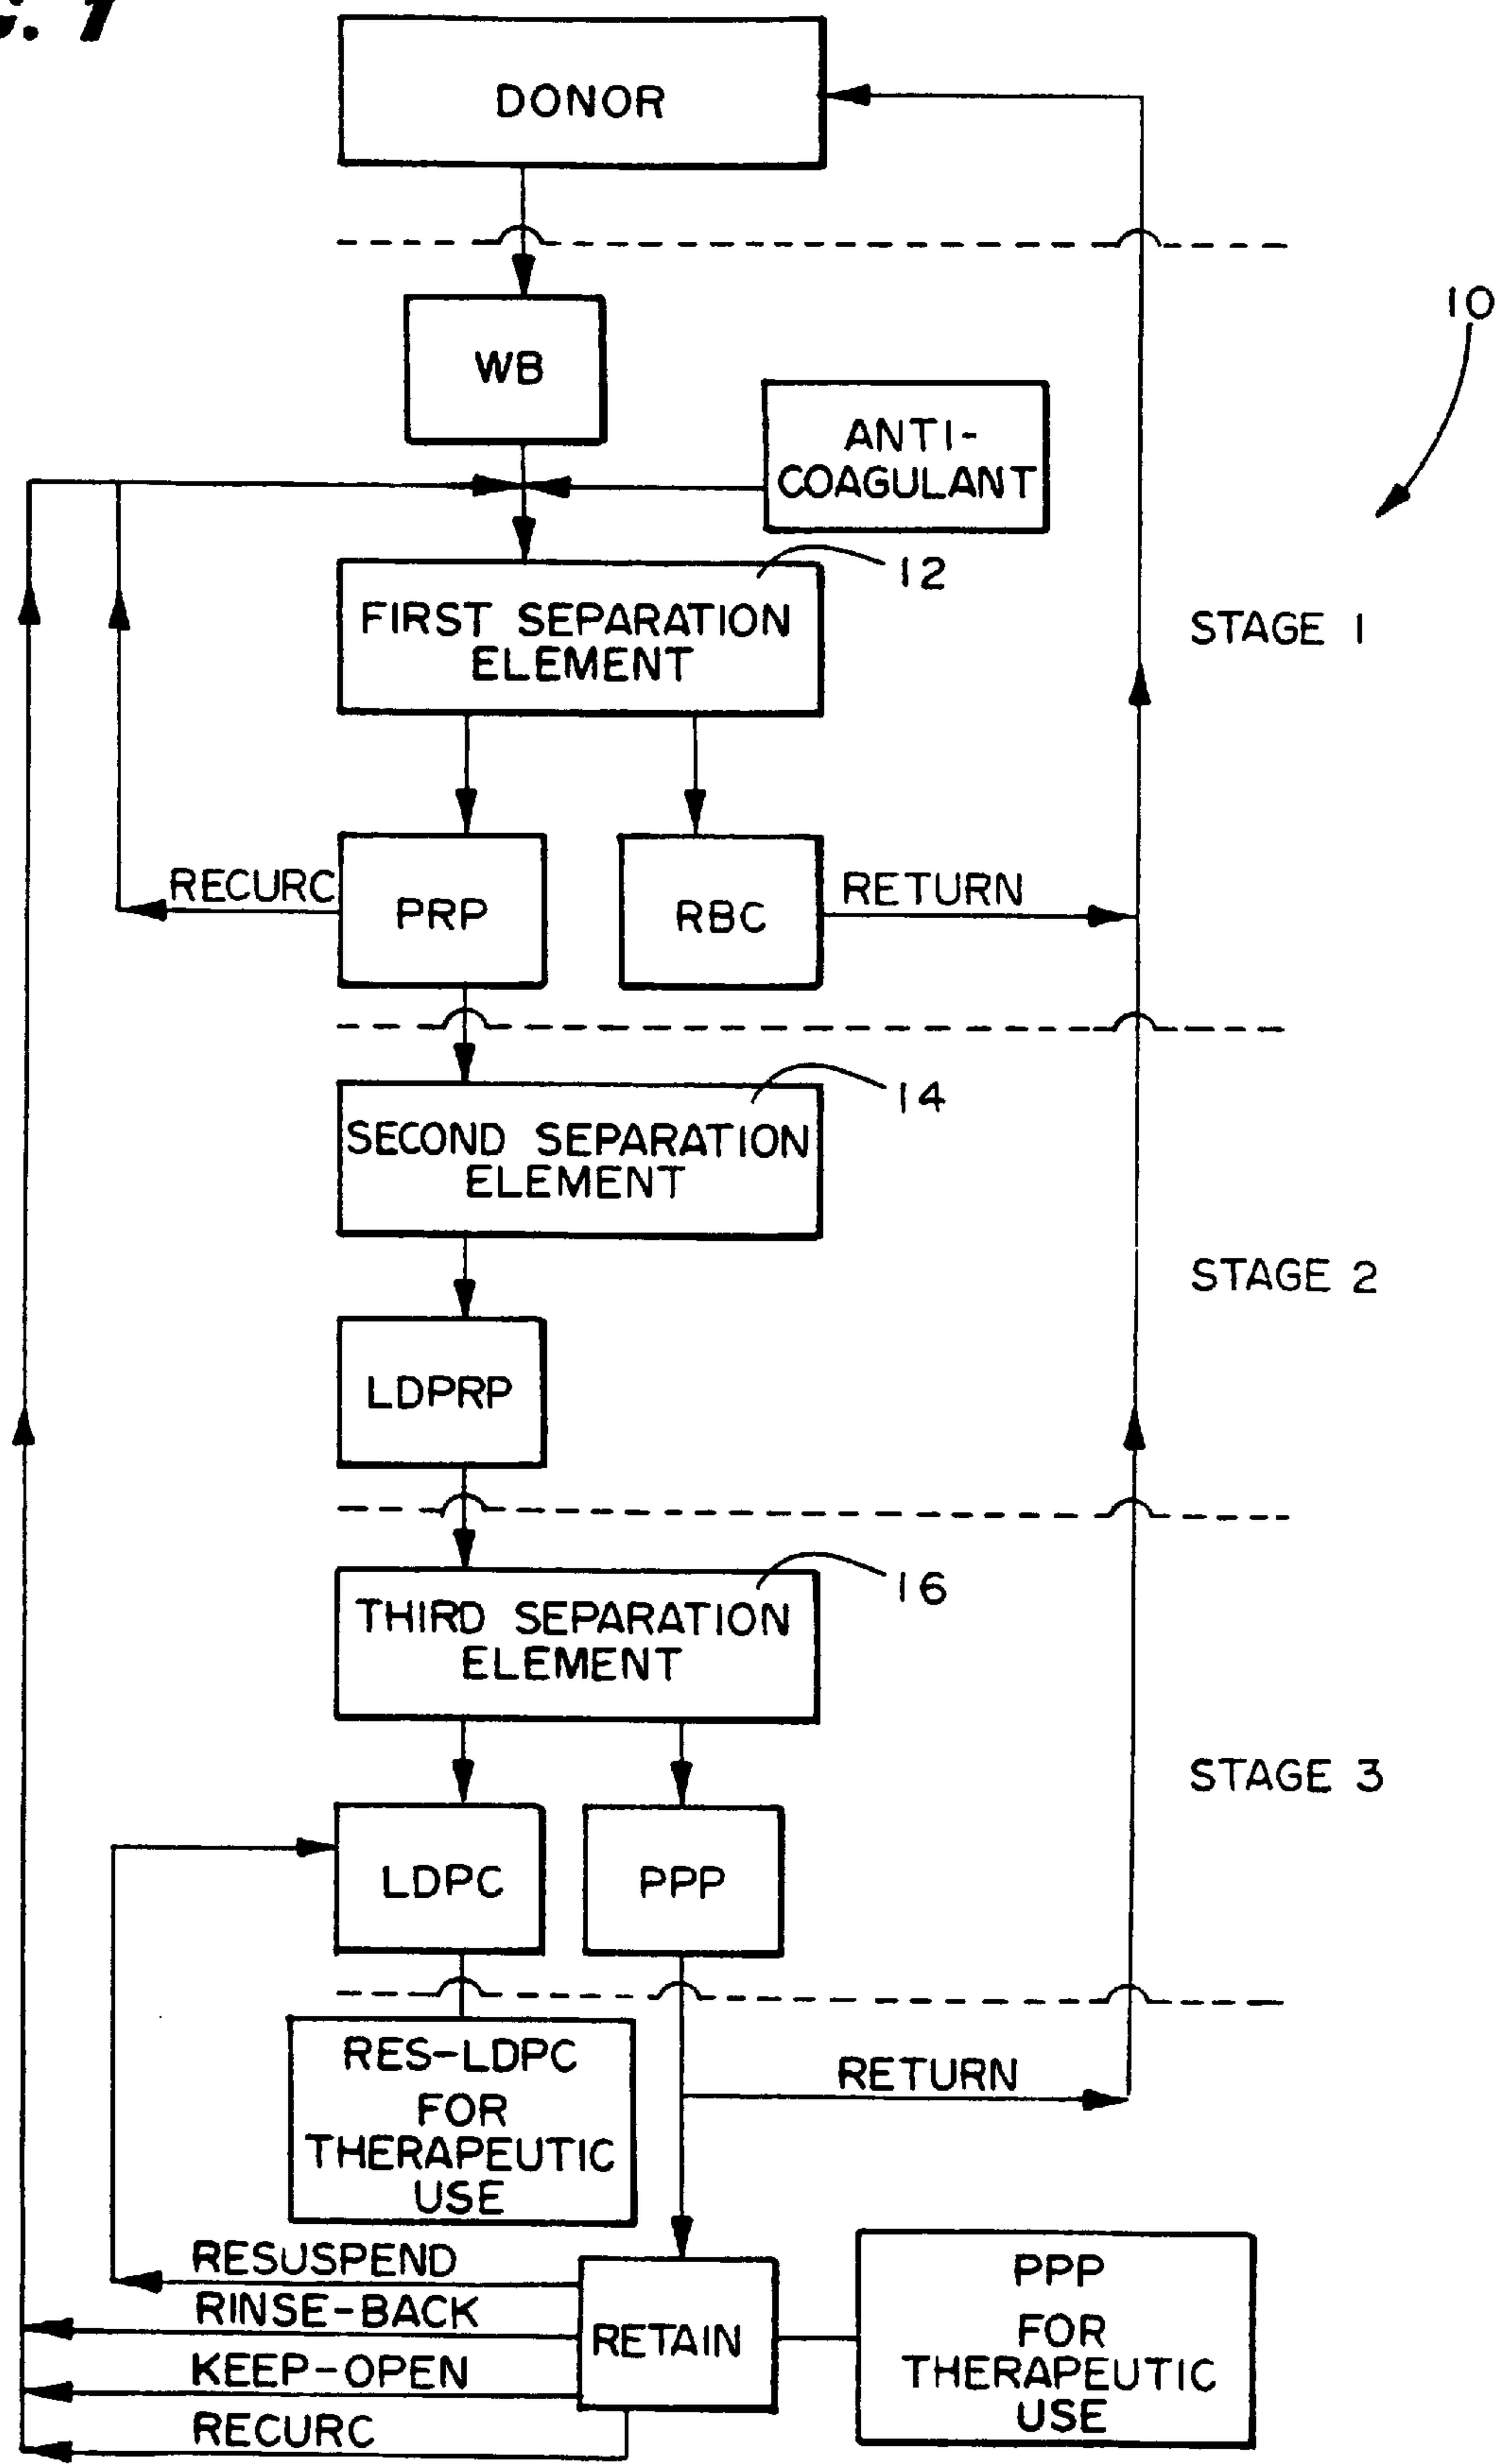 G. 1
DONOR
WB
10
ANTI-
COAGULANT
12
FIRST SEPARATION
ELEMENT
STAGE 1
RECURC
PRP
RBC
RETURN
14
SECOND SEPARATION
ELEMENT
STAGE 2
LDPRP
16
THIRD SEPARATION
ELEMENT
STAGE 3
LDPC
PPP
RES-LDPC
FOR
THERAPEUTIC
USE
RETURN
RESUSPEND
RINSE-BACK
KEEP-OPEN
RECURC
RETAIN
PPP
FOR
THERAPEUTIC
USE